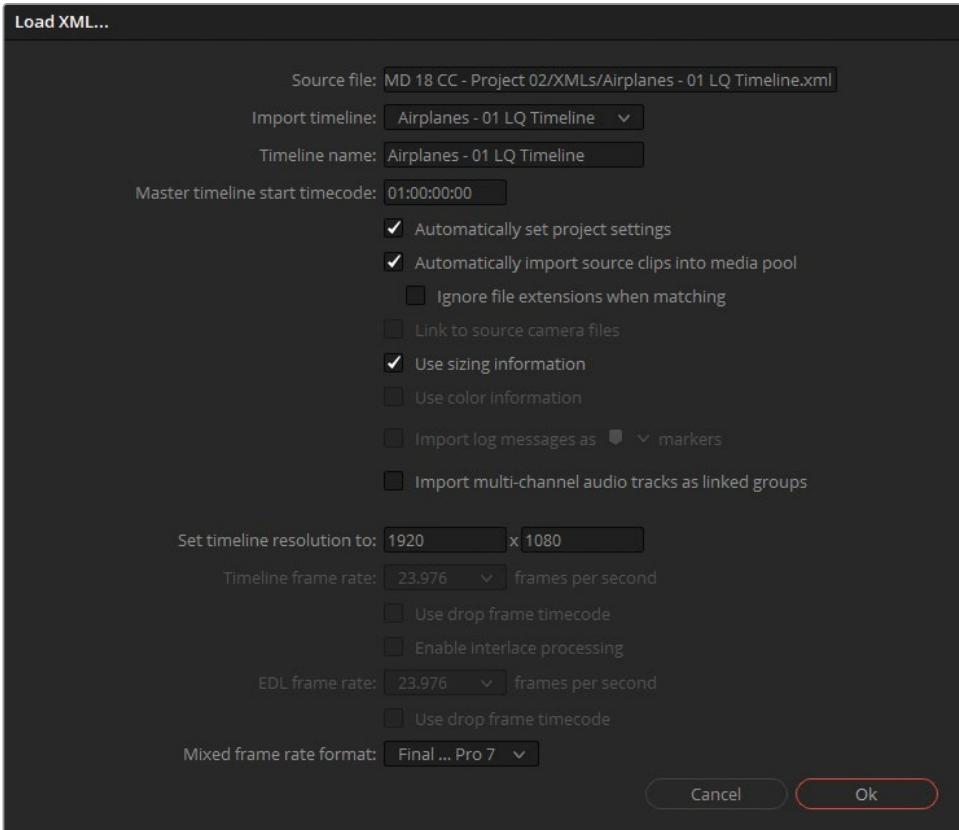 Load XML...
Source file: MD 18 CC - Project 02/XMLs/Airplanes - 01 LQ Timeline.xml
Import timeline: Airplanes - 01 LQ Timeline
Timeline name: Airplanes - 01 LQ Timeline
Master timeline start timecode: 01:00:00:00
Automatically set project settings
Automatically import source clips into media pool
Ignore file extensions when matching
Link to source camera files
Use sizing information
Use color information
Import log messages as markers
Import multi-channel audio tracks as linked groups
Set timeline resolution to: 1920 x 1080
Timeline frame rate: 23.976 frames per second
Use drop frame timecode
Enable interlace processing
EDL frame rate: 23.976 frames per second
Use drop frame timecode
Mixed frame rate format: Final ... Pro 7
Cancel Ok